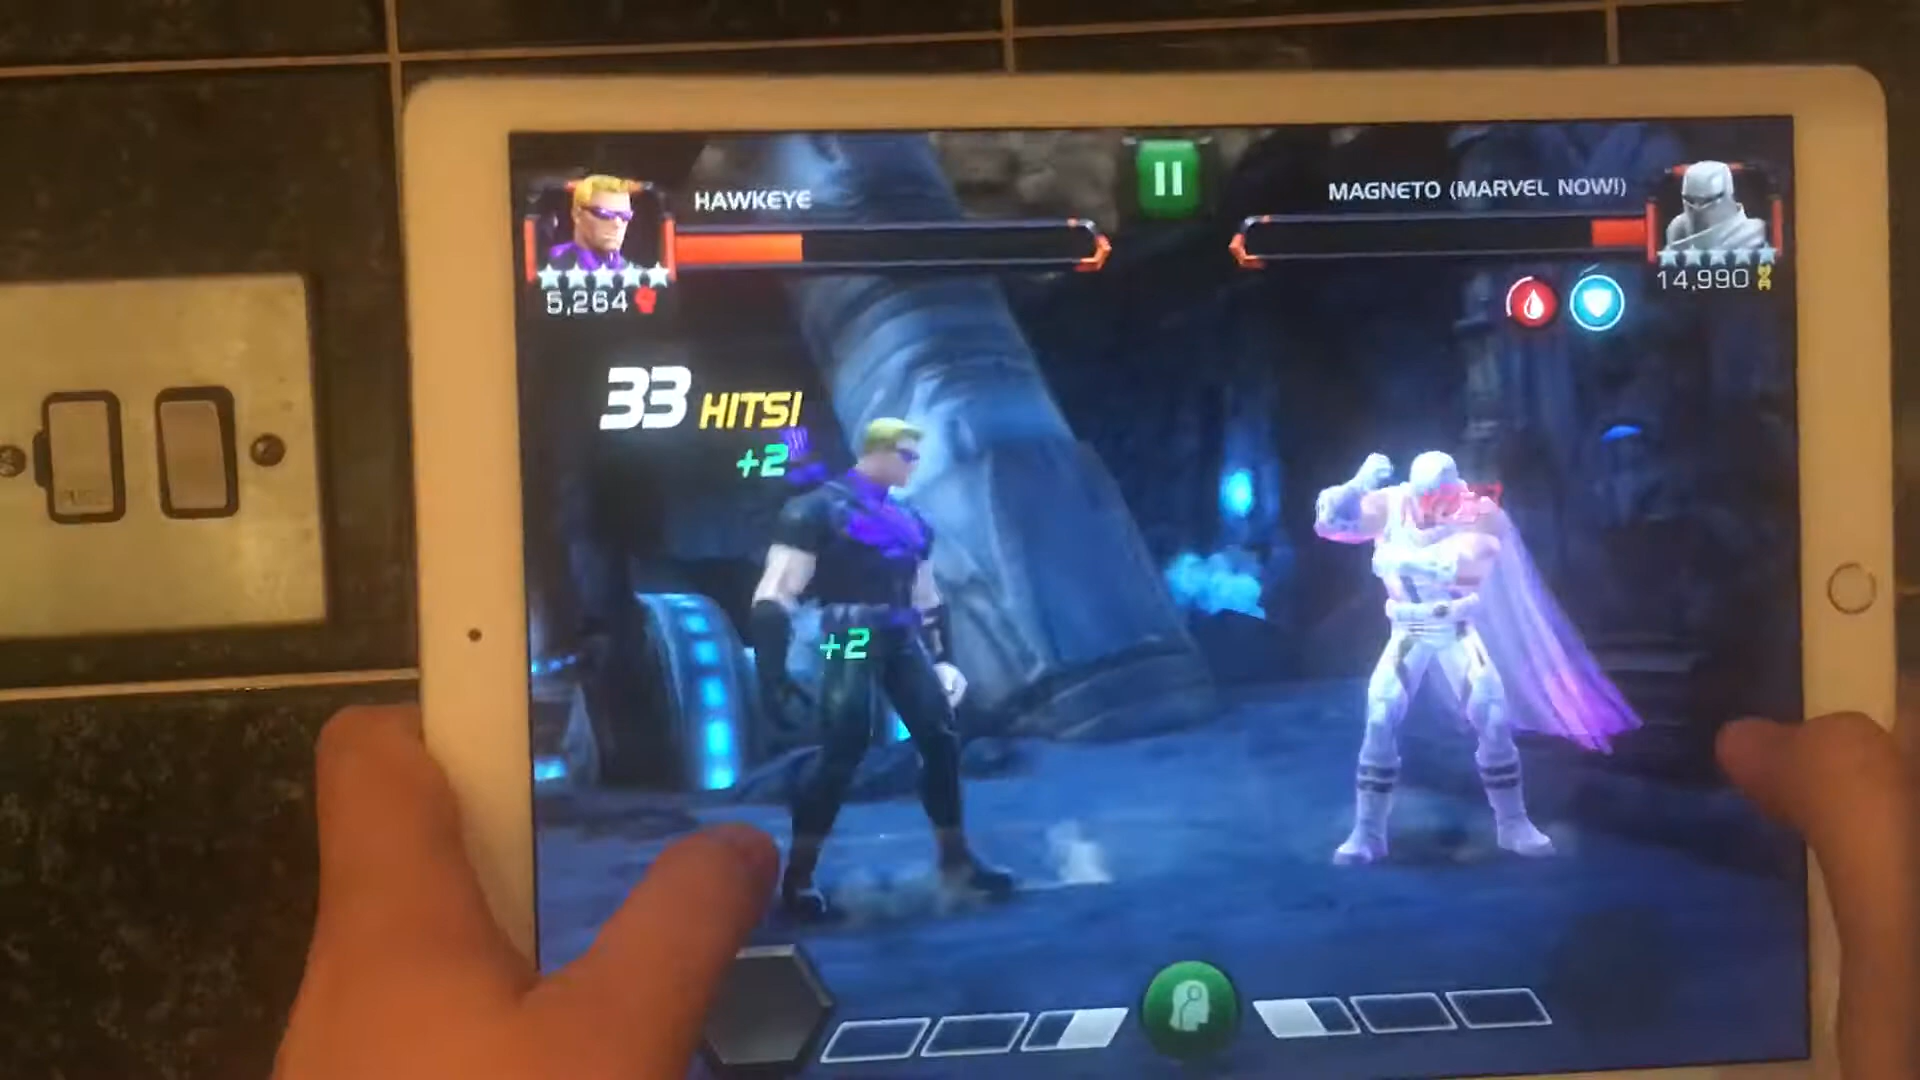 HAWKEYE
MAGNETO (MARVEL NOW!)
5,264
14,990
33 HITS!
+2
+2